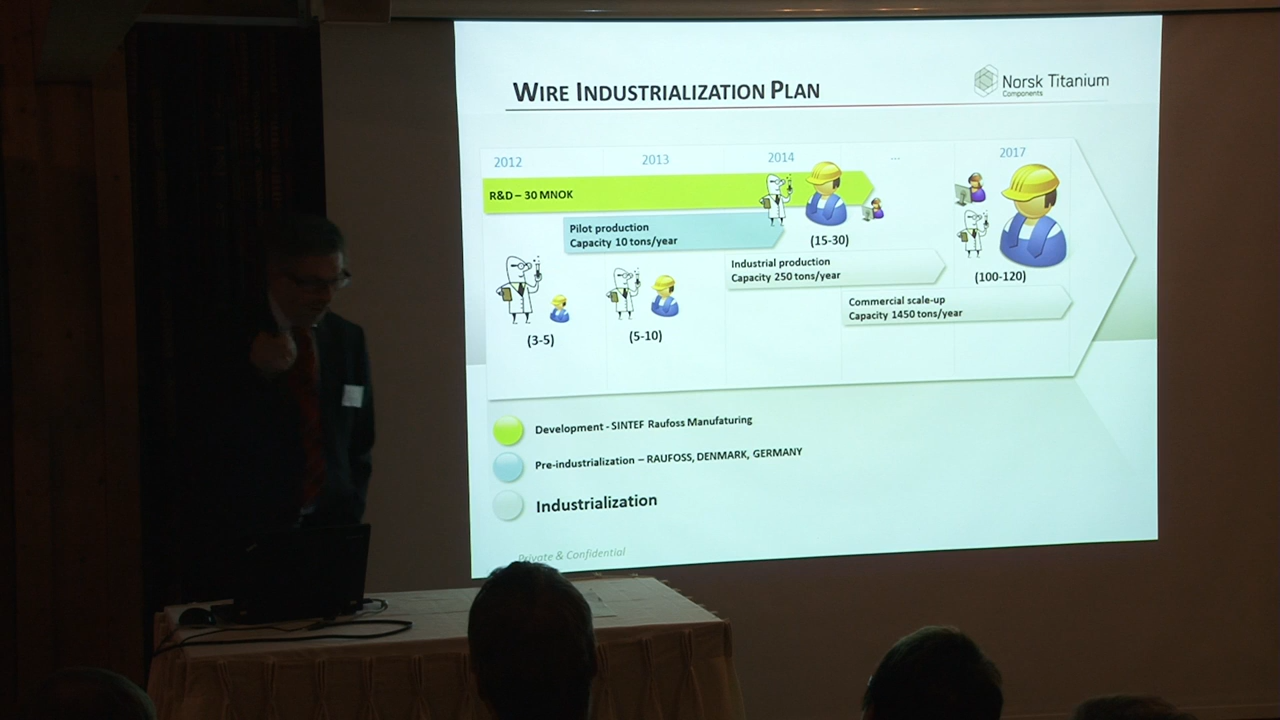 WIRE INDUSTRIALIZATION PLAN
Norsk Titanium
Components
2012
2013
2014
...
2017
R&D – 30 MNOK
Pilot production
Capacity 10 tons/year
(15-30)
Industrial production
Capacity 250 tons/year
(100-120)
Commercial scale-up
Capacity 1450 tons/year
(3-5)
(5-10)
Development - SINTEF Raufoss Manufaturing
Pre-industrialization – RAUFOSS, DENMARK, GERMANY
Industrialization
Private & Confidential